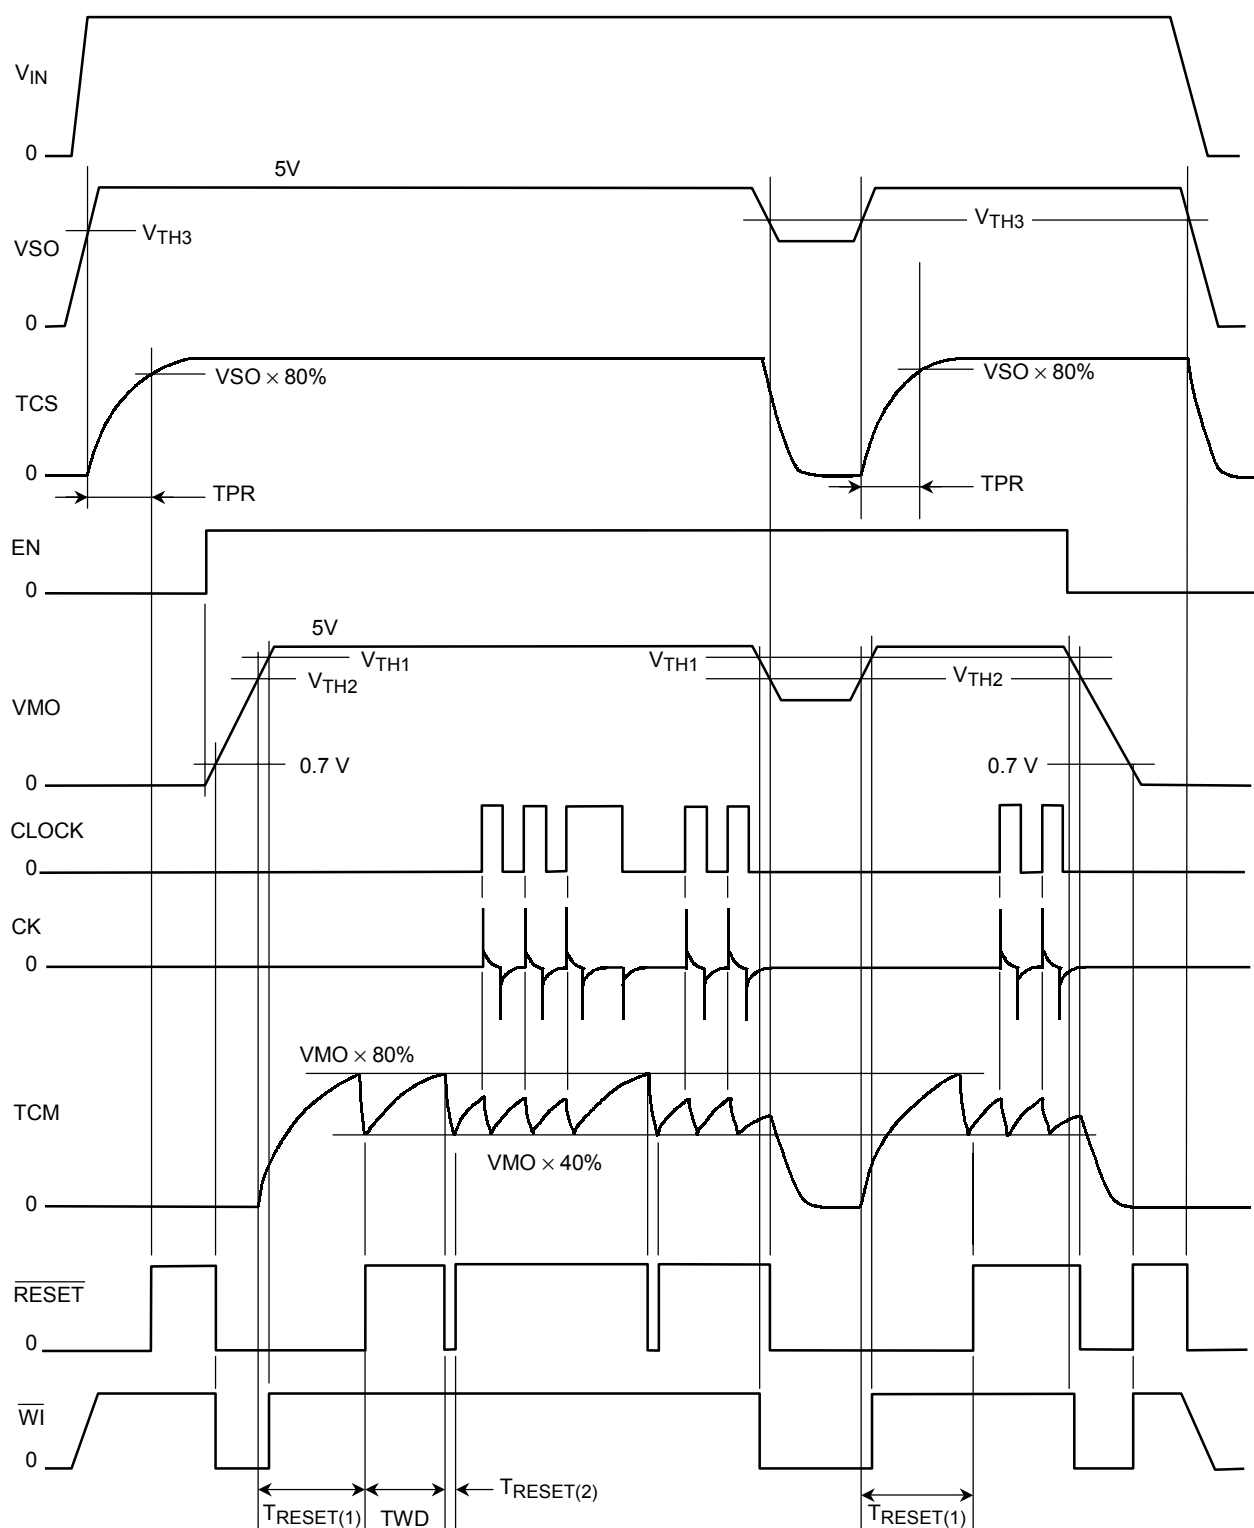 VIN
0
5V
VTH3
VTH3
VSO
0
VSO × 80%
VSO × 80%
TCS
0
TPR
TPR
EN
0
5V
VTH1
VTH1
VTH2
VTH2
VMO
0.7 V
0.7 V
0
CLOCK
0
CK
0
VMO × 80%
TCM
VMO × 40%
0
RESET
0
WI
0
TRESET(2)
TRESET(1)
TWD
TRESET(1)